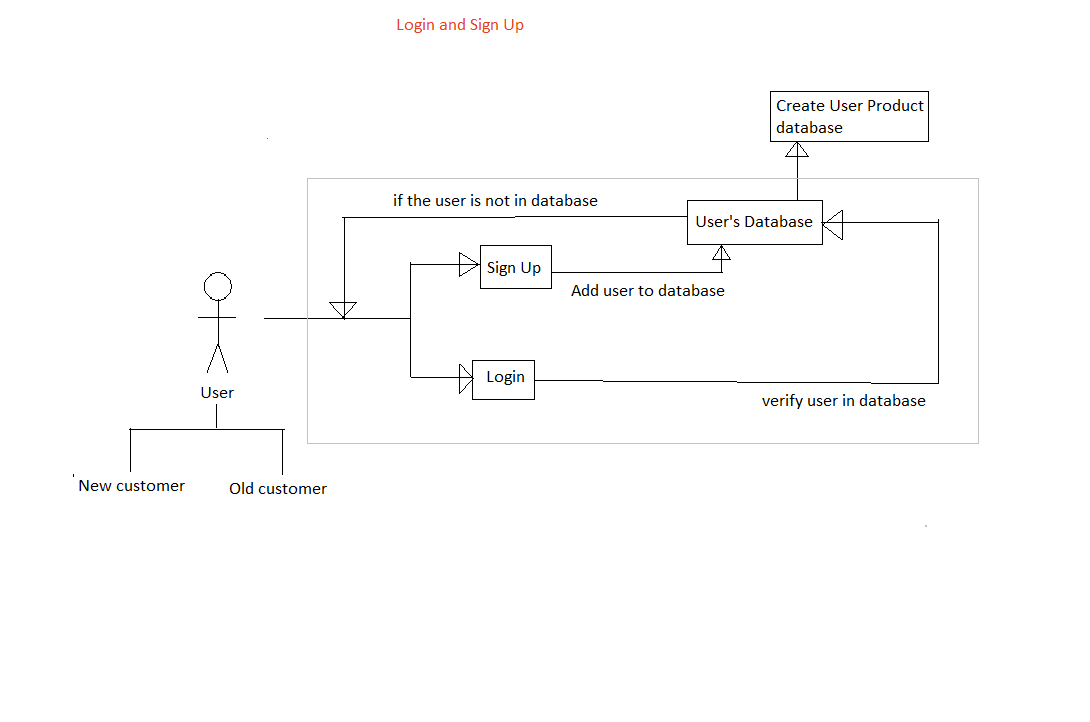 Login and Sign Up
Create User Product
database
if the user is not in database
User's Database
Sign Up
Add user to database
Login
verify user in database
User
New customer
Old customer